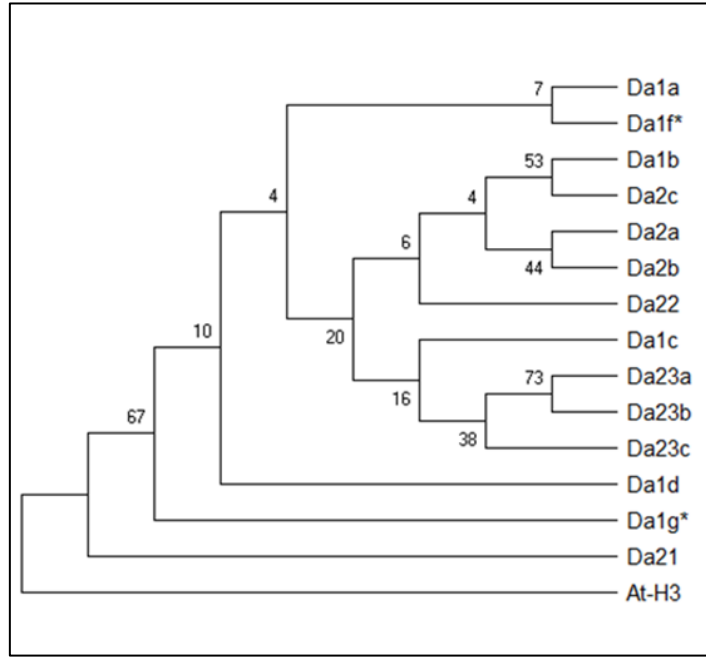 7
Da1a
Da1f*
53
Da1b
4
4
Da2c
Da2a
6
44
Da2b
Da22
10
20
Da1c
73
Da23a
16
Da23b
67
38
Da23c
Da1d
Da1g*
Da21
At-H3